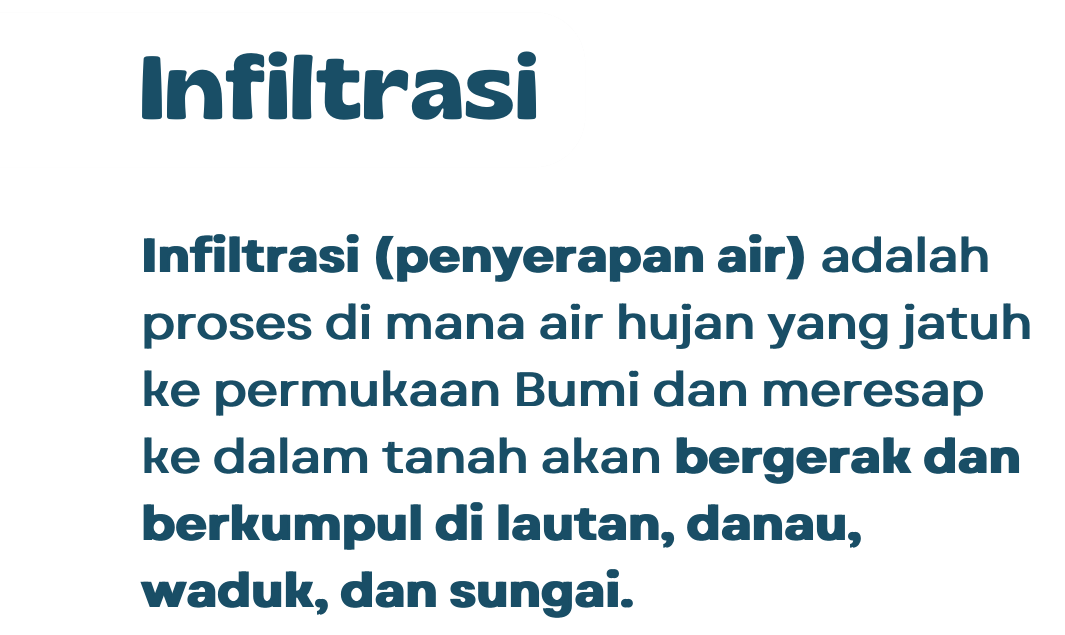 Infiltrasi
Infiltrasi (penyerapan air) adalah
proses di mana air hujan yang jatuh
ke permukaan Bumi dan meresap
ke dalam tanah akan bergerak dan
berkumpul di lautan, danau,
waduk, dan sungai.